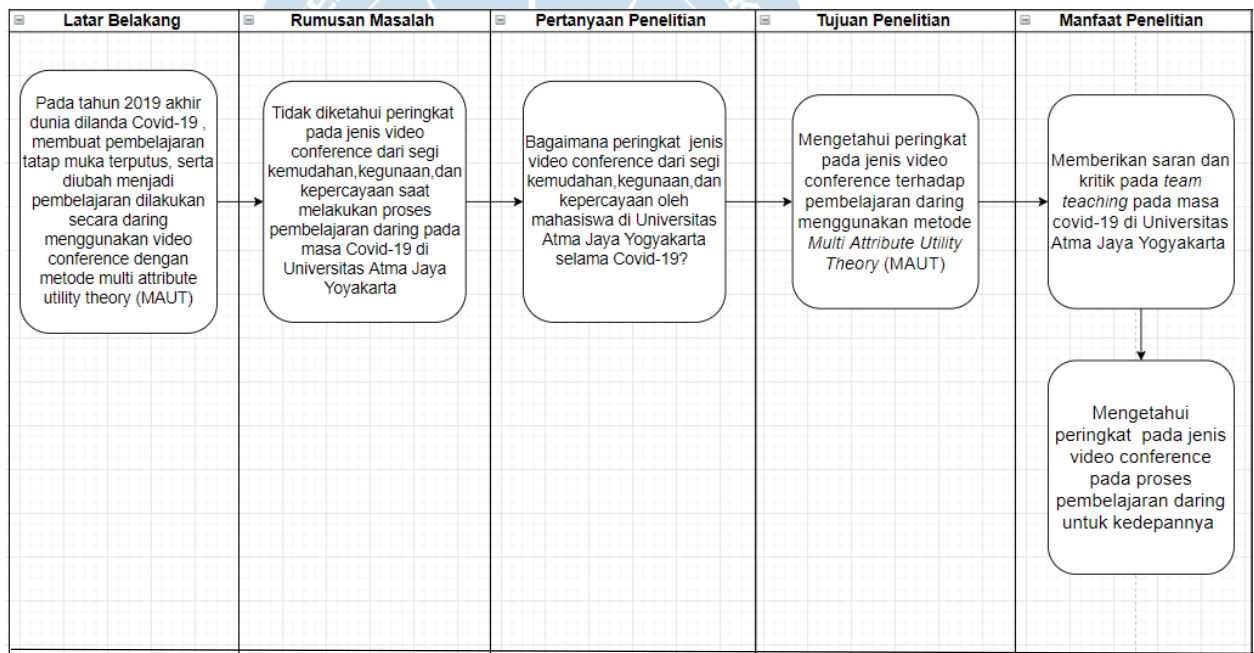 Latar Belakang
Rumusan Masalah
Pertanyaan Penelitian
Tujuan Penelitian
Manfaat Penelitian
Pada tahun 2019 akhir
dunia dilanda Covid-19 ,
membuat pembelajaran
tatap muka terputus, serta
diubah menjadi
pembelajaran dilakukan
secara daring
menggunakan video
conference dengan
metode multi attribute
utility theory (MAUT)
Tidak diketahui peringkat
pada jenis video
conference dari segi
kemudahan,kegunaan,dan
kepercayaan saat
melakukan proses
pembelajaran daring pada
masa Covid-19 di
Universitas Atma Jaya
Yoyakarta
Bagaimana peringkat  jenis
video conference dari segi
kemudahan,kegunaan,dan
kepercayaan oleh
mahasiswa di Universitas
Atma Jaya Yogyakarta
selama Covid-19?
Mengetahui peringkat
pada jenis video
conference terhadap
pembelajaran daring
menggunakan metode
Multi Attribute Utility
Theory (MAUT)
Memberikan saran dan
kritik pada team
teaching pada masa
covid-19 di Universitas
Atma Jaya Yogyakarta
Mengetahui
peringkat  pada jenis
video conference
pada proses
pembelajaran daring
untuk kedepannya